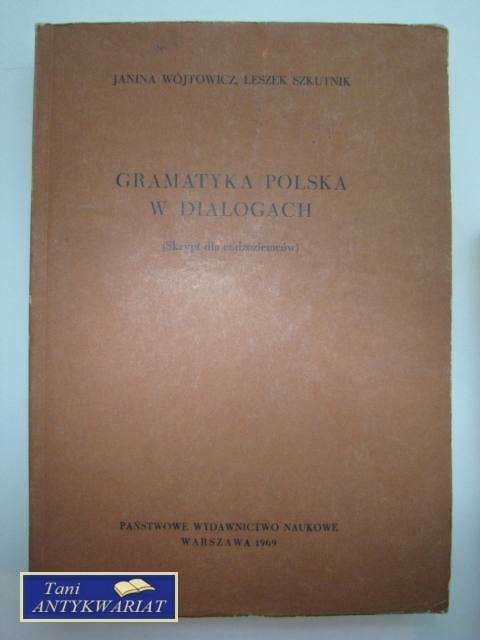 JANINA WÓJTOWICZ, LESZEK SZKUTNIK
GRAMATYKA POLSKA
W DIALOGACH
(Skrypt dla cudzoziemców)
PAŃSTWOWE WYDAWNICTWO NAUKOWE
WARSZAWA 1969
Tani
ANTYKWARIAT